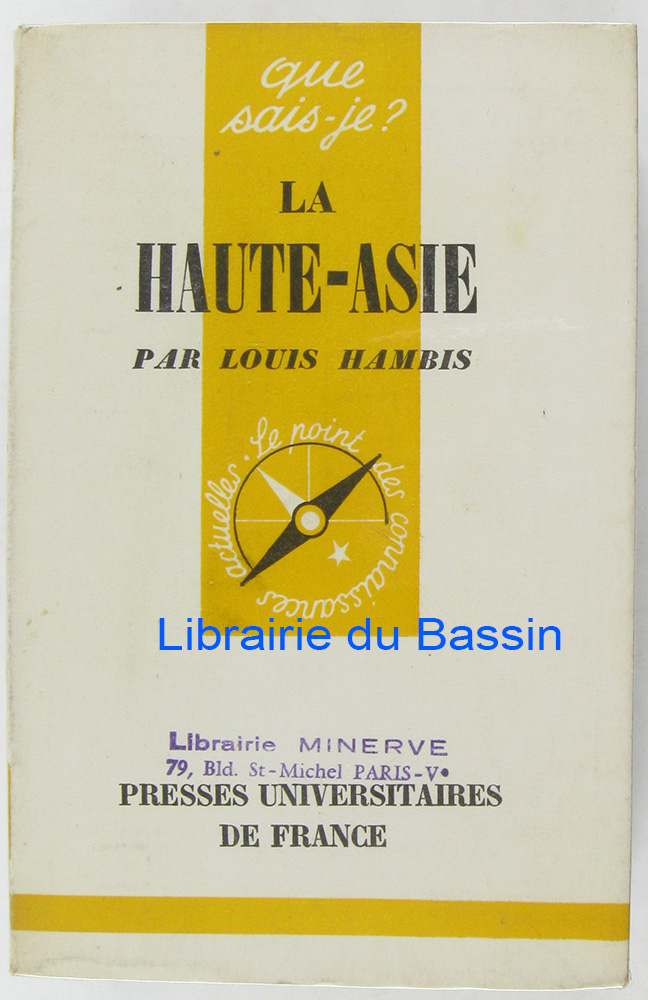 que
sais-je?
LA
HAUTE-ASIE
PAR LOUIS HAMBIS
Le point des connaissances actuelles.
Librairie du Bassin
Librairie MINERVE
79, Bld. St-Michel PARIS-Ve
PRESSES UNIVERSITAIRES
DE FRANCE